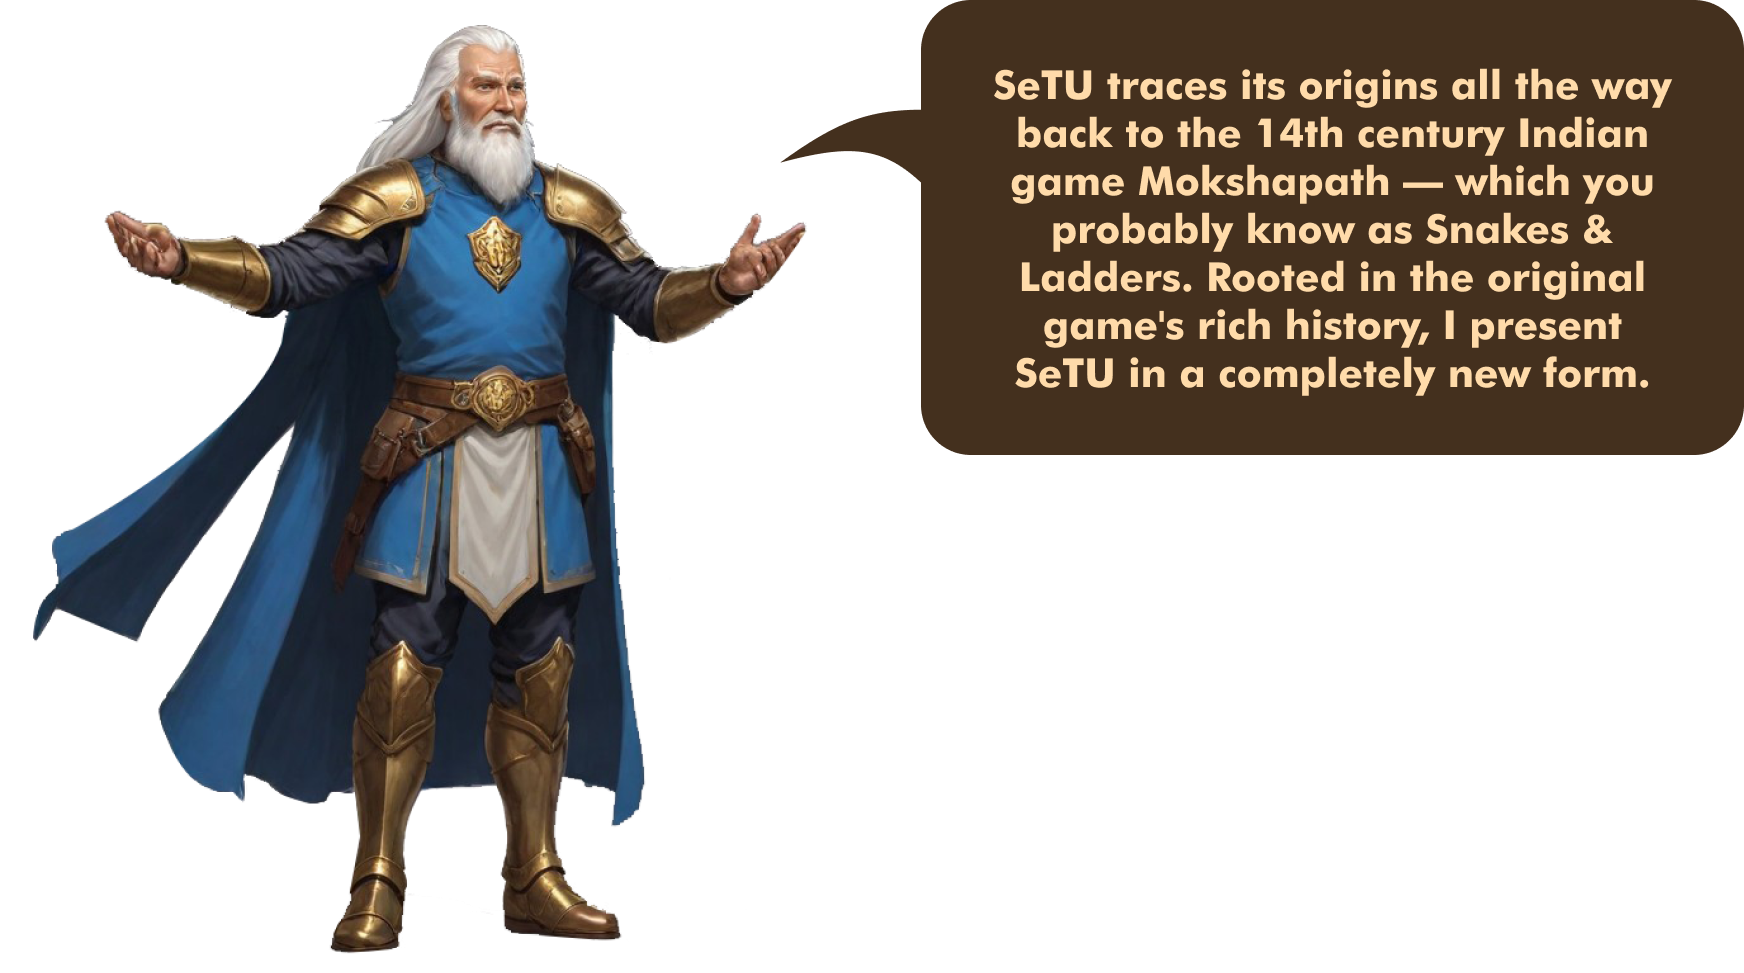 SeTU traces its origins all the way
back to the 14th century Indian
game Mokshapath — which you
probably know as Snakes &
Ladders. Rooted in the original
game's rich history, I present
SeTU in a completely new form.